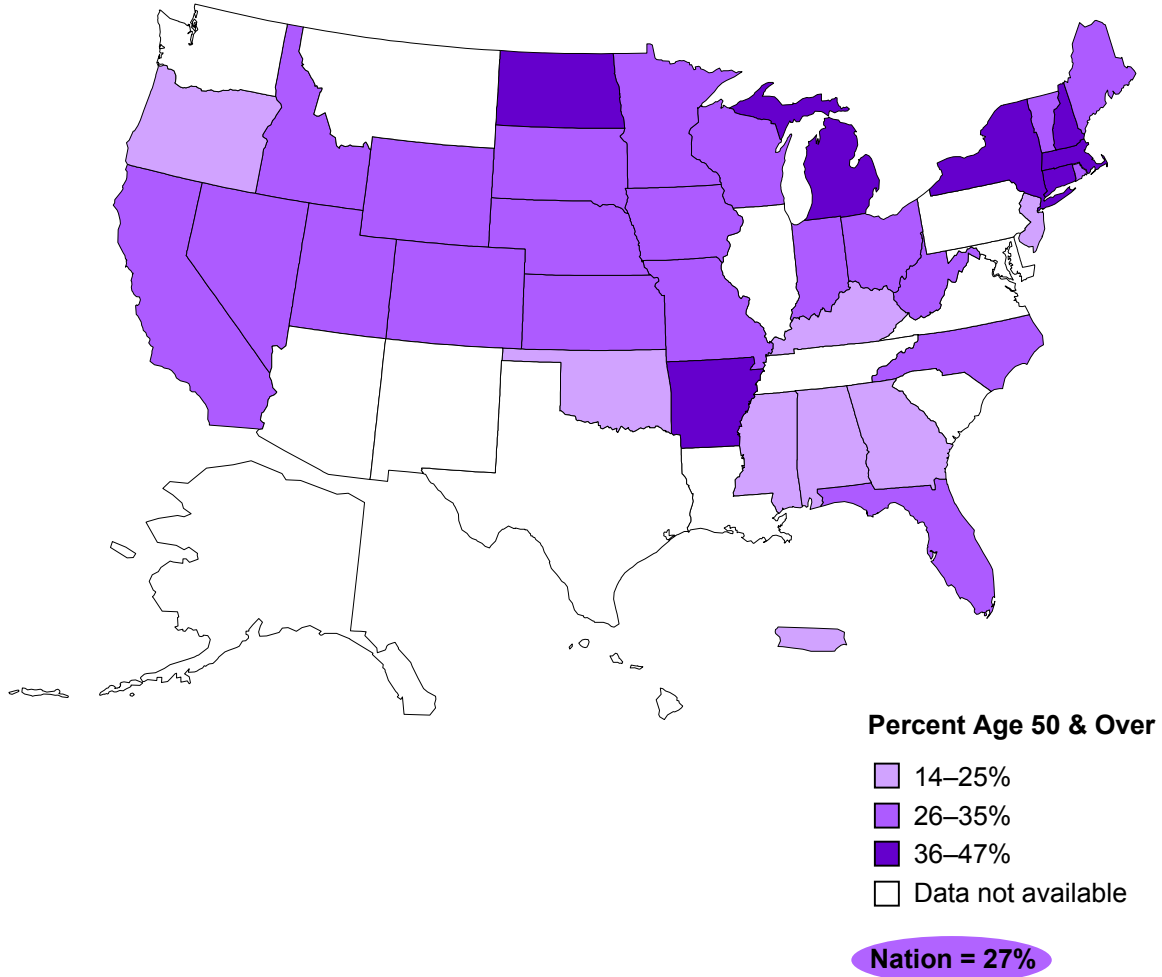 Percent Age 50 & Over
14–25%
26–35%
36–47%
Data not available
Nation = 27%